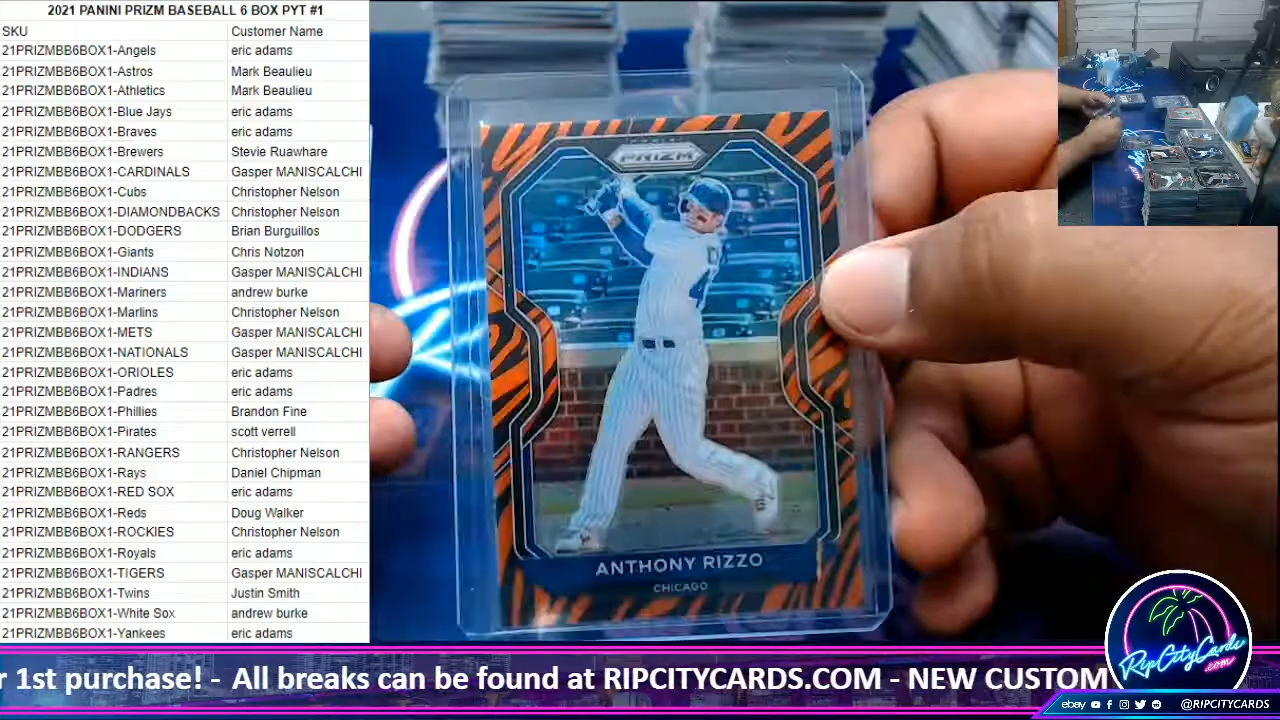 2021 PANINI PRIZM BASEBALL 6 BOX PYT #1
SKU Customer Name
21PRIZMBB6BOX1-Angels eric adams
21PRIZMBB6BOX1-Astros Mark Beaulieu
21PRIZMBB6BOX1-Athletics Mark Beaulieu
21PRIZMBB6BOX1-Blue Jays eric adams
21PRIZMBB6BOX1-Braves eric adams
21PRIZMBB6BOX1-Brewers Stevie Ruawhare
21PRIZMBB6BOX1-CARDINALS Gasper MANISCALCHI
21PRIZMBB6BOX1-Cubs Christopher Nelson
21PRIZMBB6BOX1-DIAMONDBACKS Christopher Nelson
21PRIZMBB6BOX1-DODGERS Brian Burguillos
21PRIZMBB6BOX1-Giants Chris Notzon
21PRIZMBB6BOX1-INDIANS Gasper MANISCALCHI
21PRIZMBB6BOX1-Mariners andrew burke
21PRIZMBB6BOX1-Marlins Christopher Nelson
21PRIZMBB6BOX1-METS Gasper MANISCALCHI
21PRIZMBB6BOX1-NATIONALS Gasper MANISCALCHI
21PRIZMBB6BOX1-ORIOLES eric adams
21PRIZMBB6BOX1-Padres eric adams
21PRIZMBB6BOX1-Phillies Brandon Fine
21PRIZMBB6BOX1-Pirates scott verrell
21PRIZMBB6BOX1-RANGERS Christopher Nelson
21PRIZMBB6BOX1-Rays Daniel Chipman
21PRIZMBB6BOX1-RED SOX eric adams
21PRIZMBB6BOX1-Reds Doug Walker
21PRIZMBB6BOX1-ROCKIES Christopher Nelson
21PRIZMBB6BOX1-Royals eric adams
21PRIZMBB6BOX1-TIGERS Gasper MANISCALCHI
21PRIZMBB6BOX1-Twins Justin Smith
21PRIZMBB6BOX1-White Sox andrew burke
21PRIZMBB6BOX1-Yankees eric adams
PRIZM
4
ANTHONY RIZZO
CHICAGO
RipCityCards
.com
r 1st purchase! - All breaks can be found at RIPCITYCARDS.COM - NEW CUSTOM
ebay @RIPCITYCARDS